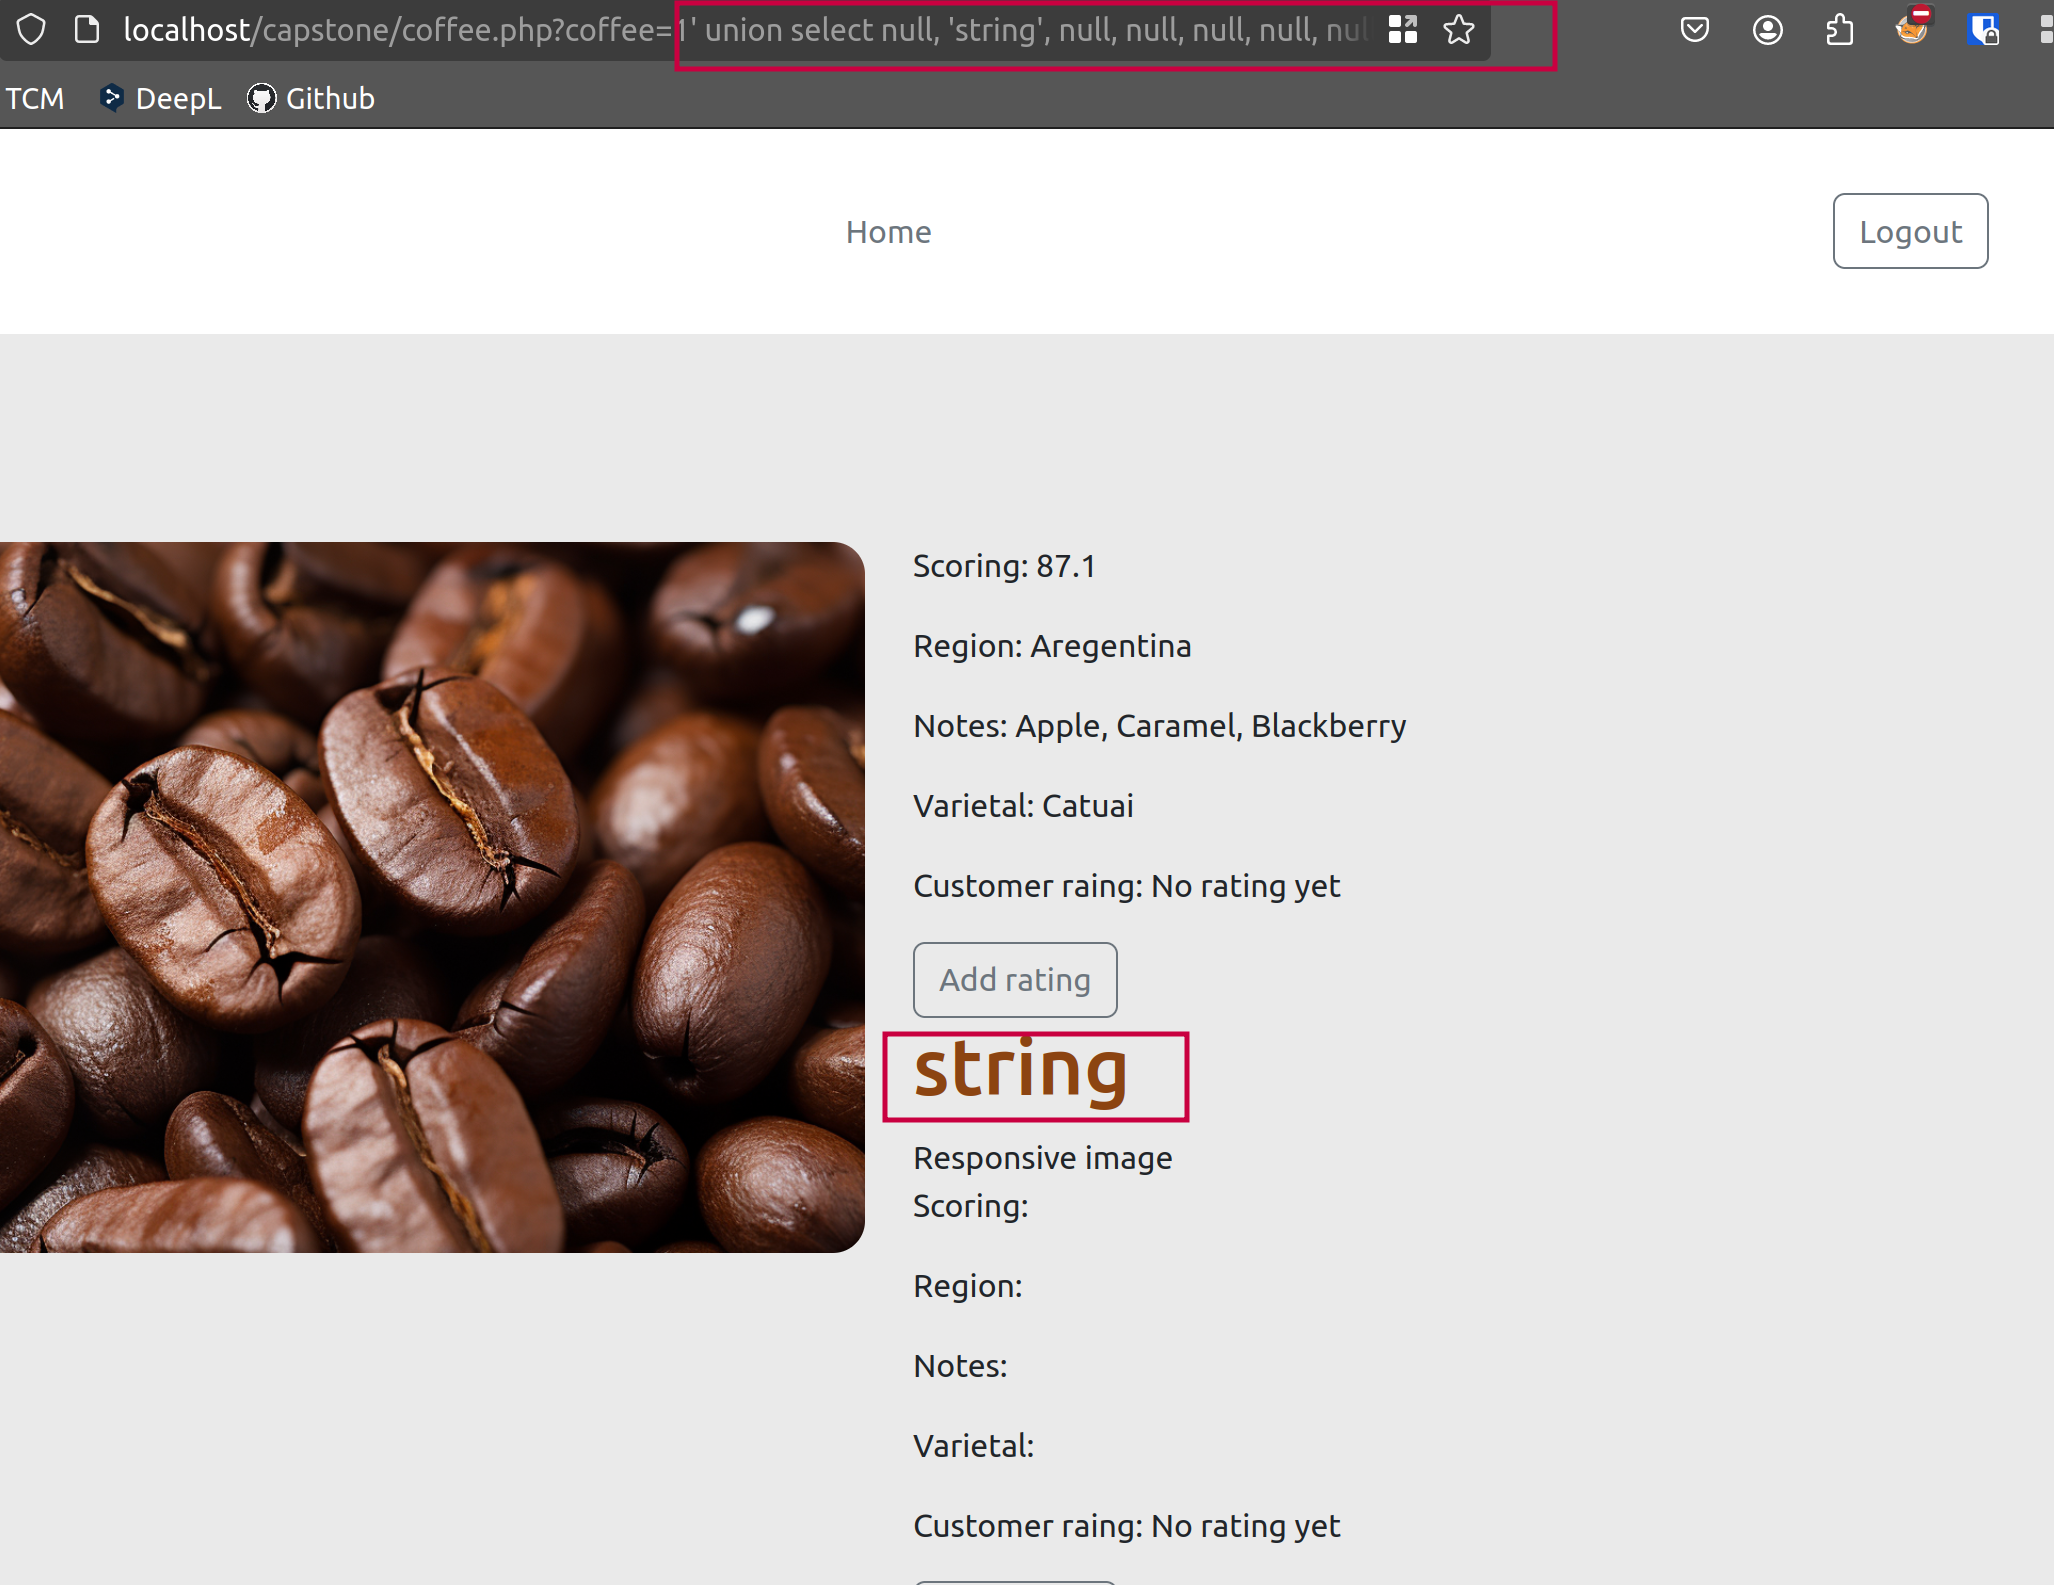 localhost/capstone/coffee.php?coffee=1' union select null, 'string', null, null, null, null, nul
TCM DeepL Github
Home Logout
Scoring: 87.1
Region: Aregentina
Notes: Apple, Caramel, Blackberry
Varietal: Catuai
Customer raing: No rating yet
Add rating
string
Responsive image
Scoring:
Region:
Notes:
Varietal:
Customer raing: No rating yet